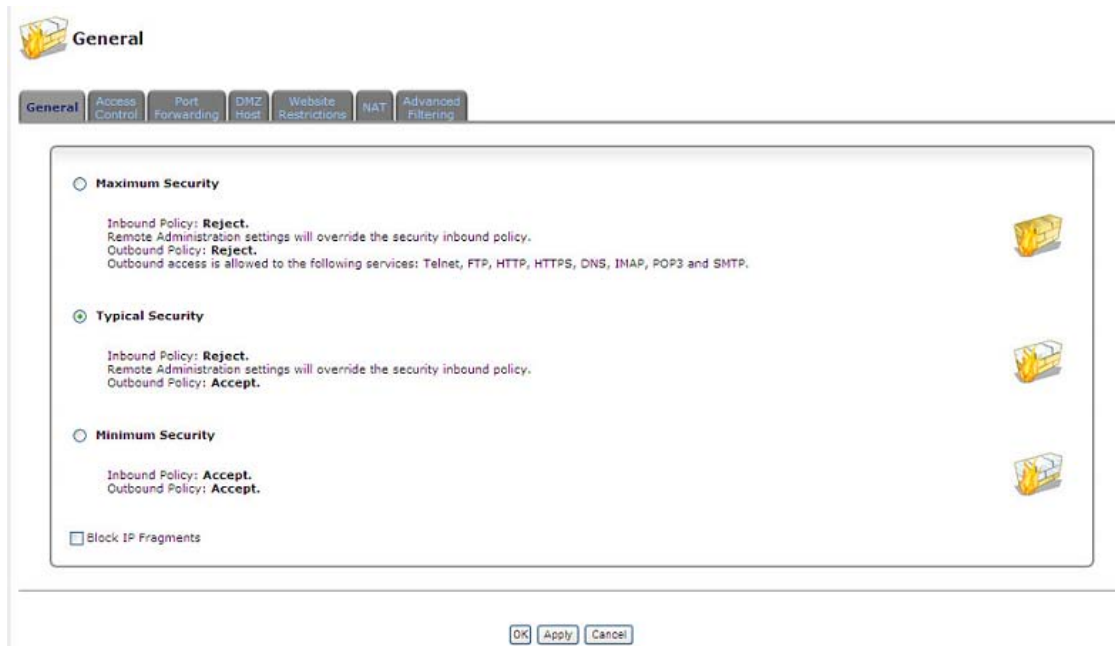 General
General
Access Control
Port Forwarding
DMZ Host
Website Restrictions
NAT
Advanced Filtering
Maximum Security
Inbound Policy: Reject.
Remote Administration settings will override the security inbound policy.
Outbound Policy: Reject.
Outbound access is allowed to the following services: Telnet, FTP, HTTP, HTTPS, DNS, IMAP, POP3 and SMTP.
Typical Security
Inbound Policy: Reject.
Remote Administration settings will override the security inbound policy.
Outbound Policy: Accept.
Minimum Security
Inbound Policy: Accept.
Outbound Policy: Accept.
Block IP Fragments
OK Apply Cancel